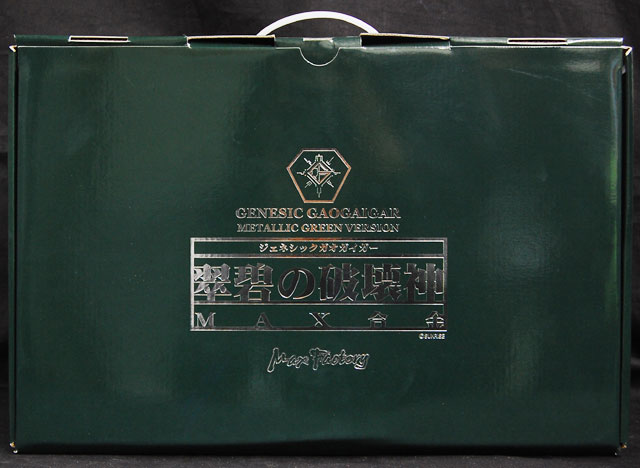 GENESIC GAOGAIGAR
METALLIC GREEN VERSION
ジェネシックガオガイガー
翠碧の破壊神
MAX合金
©SUNRISE
Max Factory